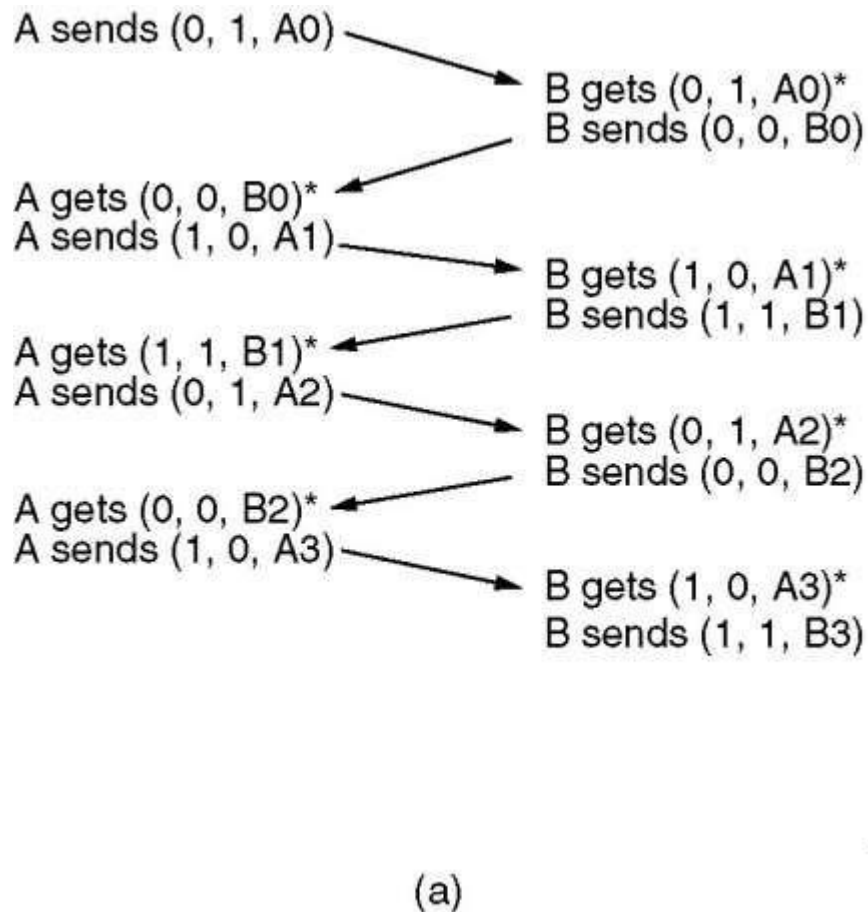 A sends (0, 1, A0)
B gets (0, 1, A0)*
B sends (0, 0, B0)
A gets (0, 0, B0)*
A sends (1, 0, A1)
B gets (1, 0, A1)*
B sends (1, 1, B1)
A gets (1, 1, B1)*
A sends (0, 1, A2)
B gets (0, 1, A2)*
B sends (0, 0, B2)
A gets (0, 0, B2)*
A sends (1, 0, A3)
B gets (1, 0, A3)*
B sends (1, 1, B3)
(a)